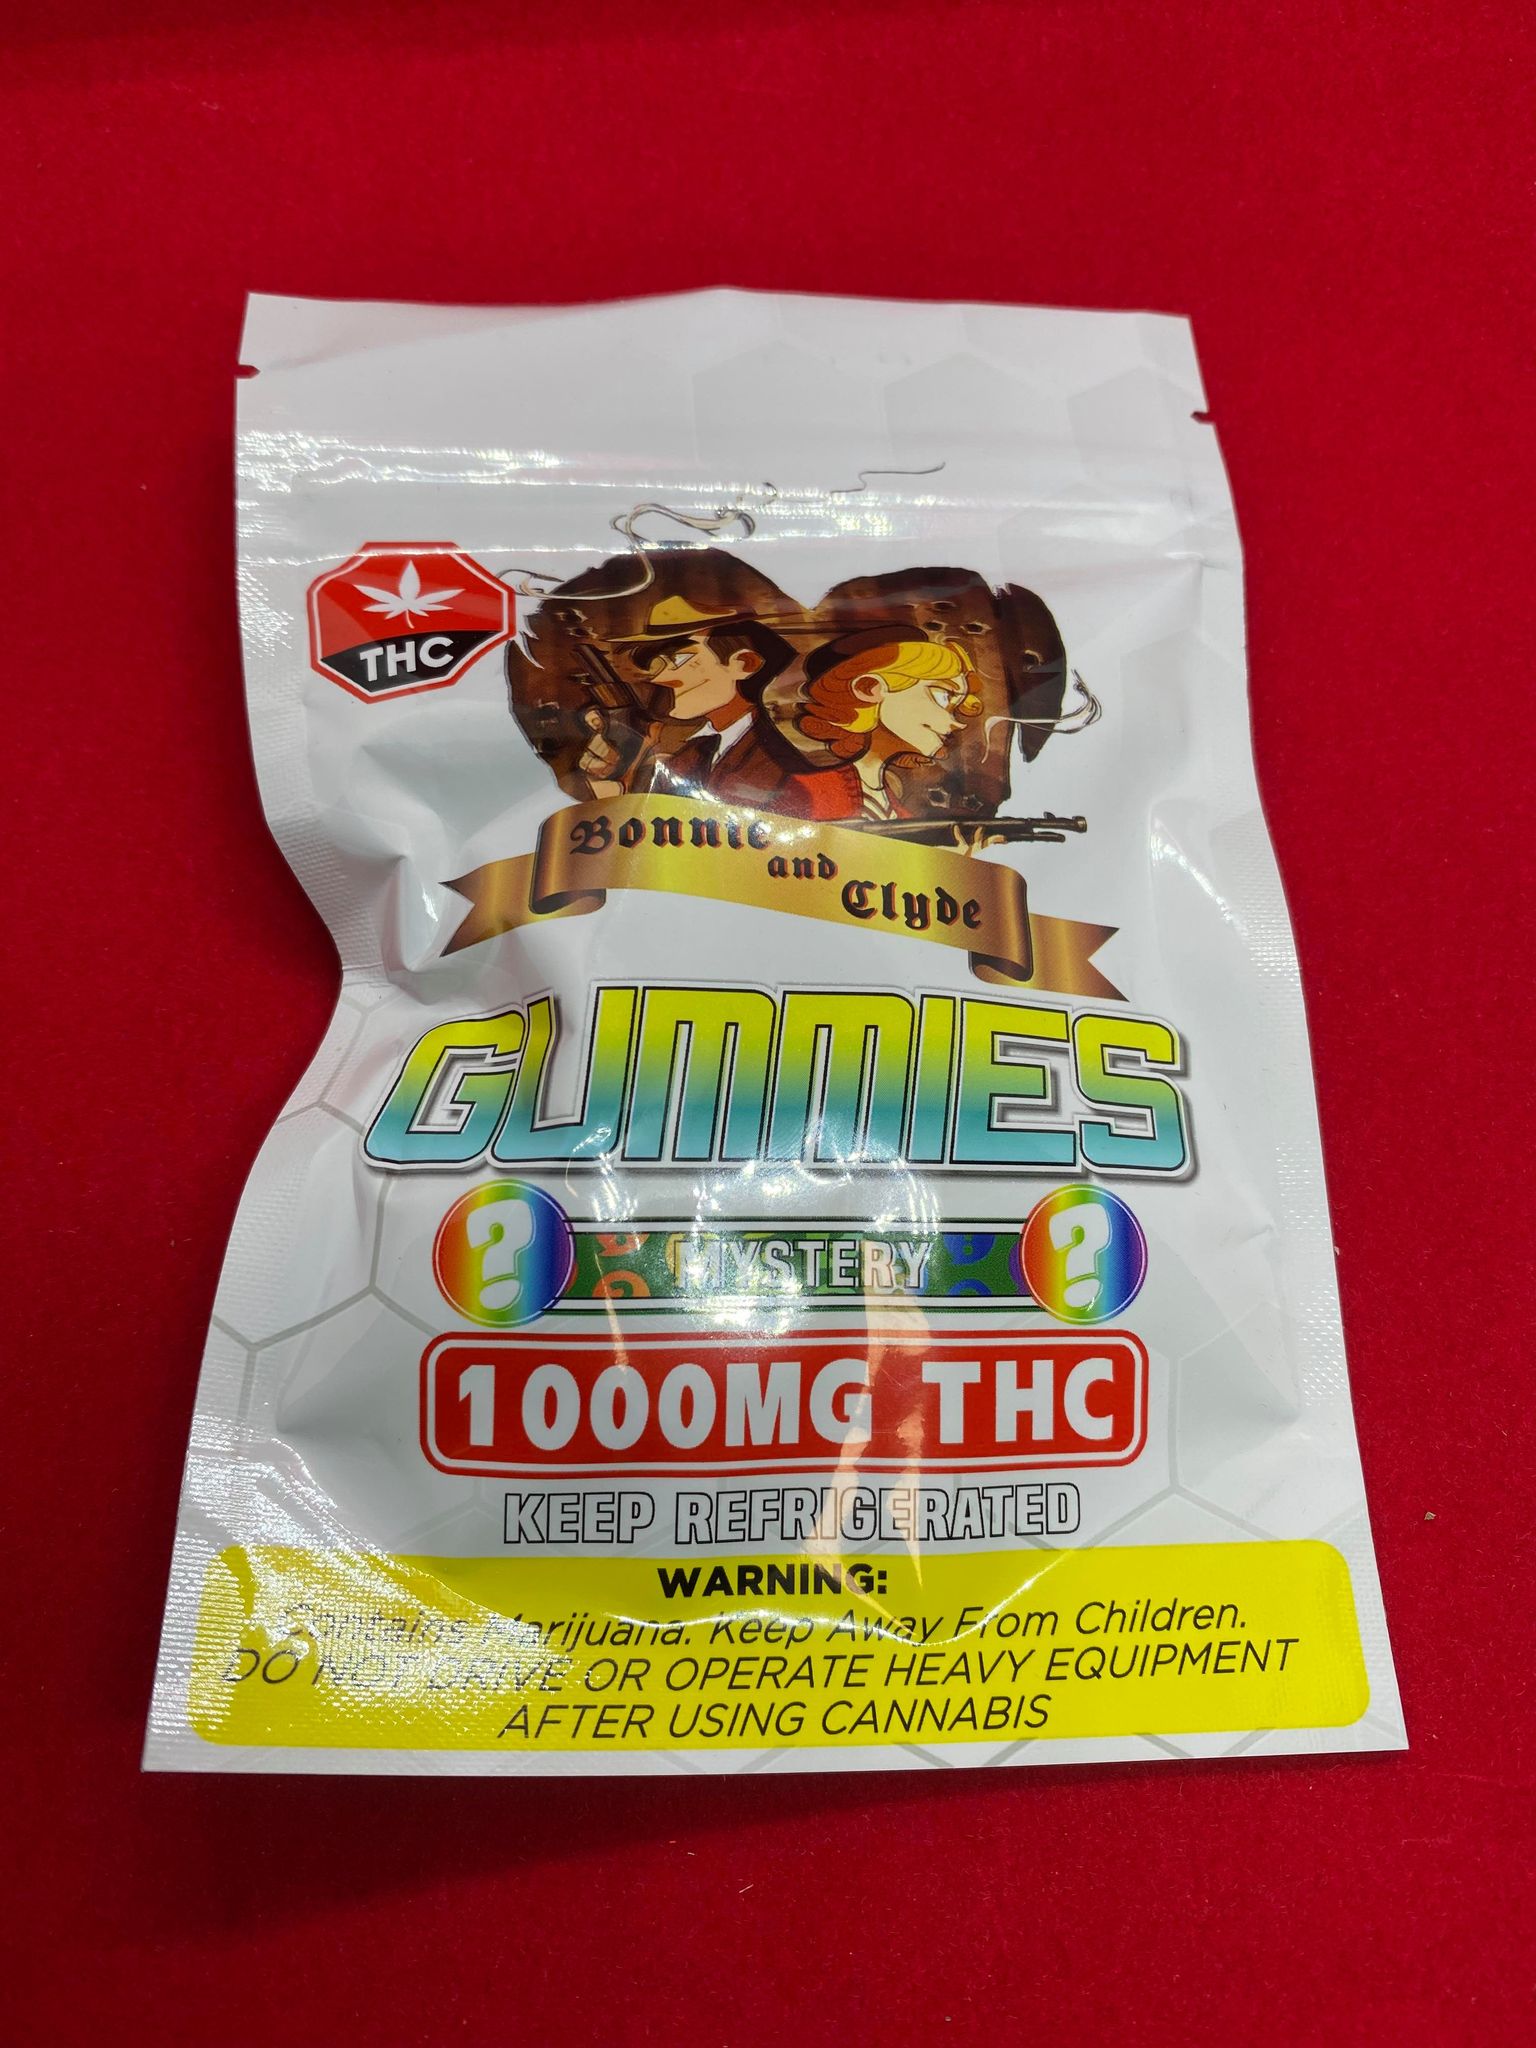 THC
Bonnie
and
Clyde
GUMMIES
? MYSTERY ?
1000MG THC
KEEP REFRIGERATED
WARNING:
Contains Marijuana. Keep Away From Children.
DO NOT DRIVE OR OPERATE HEAVY EQUIPMENT
AFTER USING CANNABIS